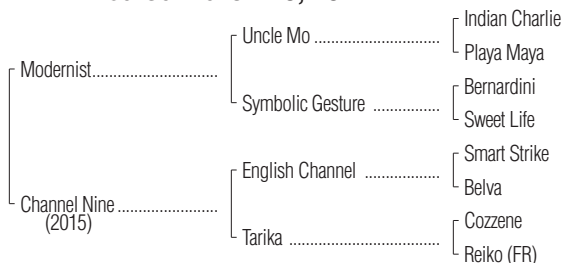 Indian Charlie
Uncle Mo
Playa Maya
Modernist
Bernardini
Symbolic Gesture
Sweet Life
Smart Strike
English Channel
Belva
Channel Nine
(2015)
Cozzene
Tarika
Reiko (FR)